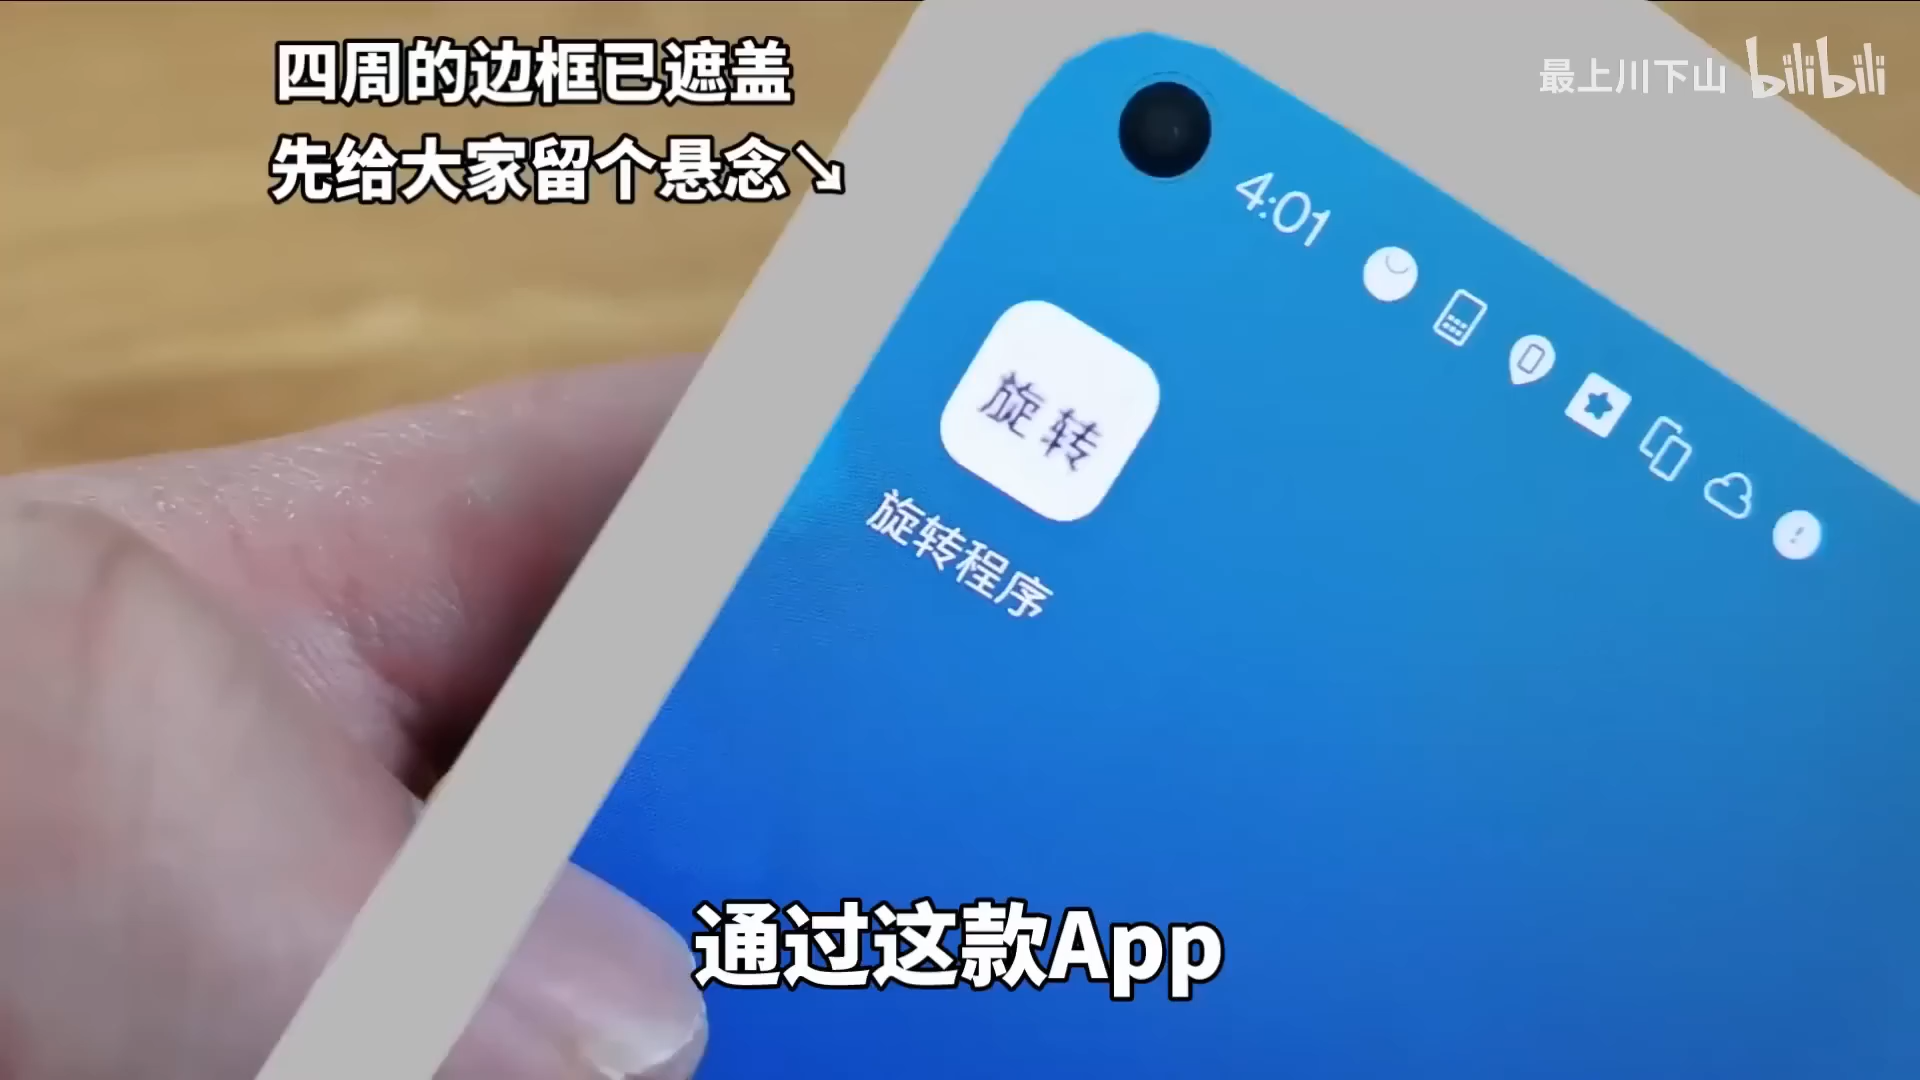 四周的边框已遮盖
先给大家留个悬念↘
最上川下山 bilibili
4:01
旋转
旋转程序
通过这款App